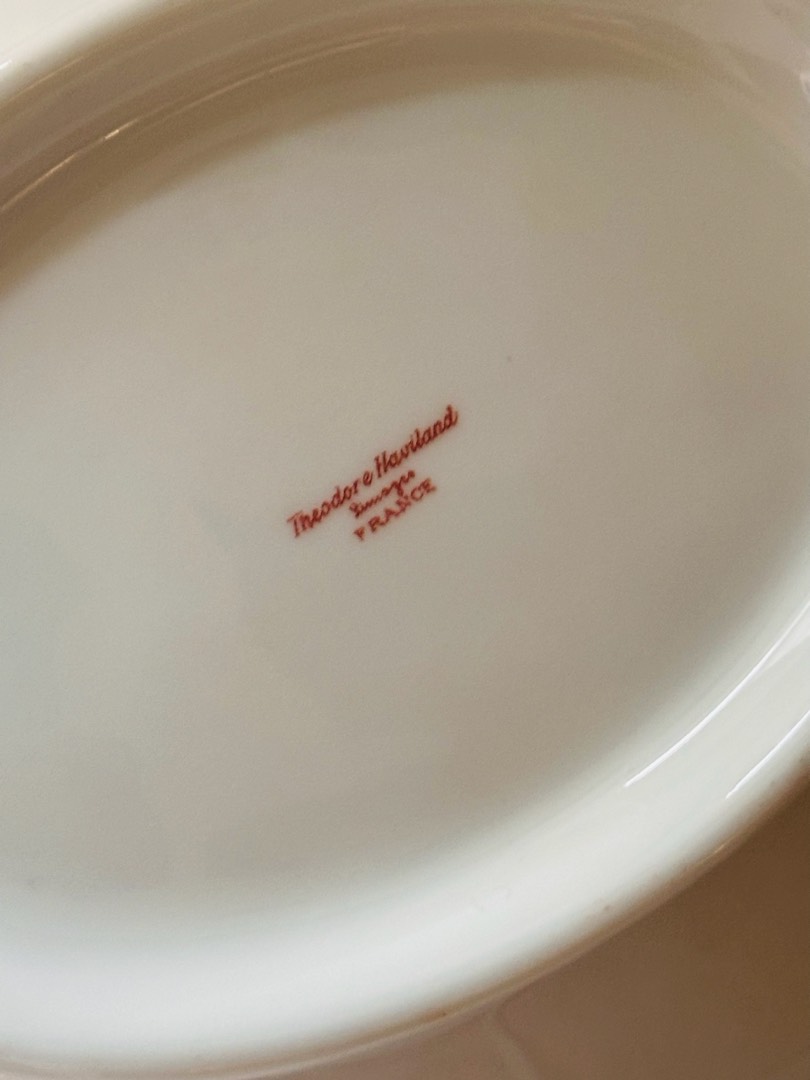 Theodore Haviland
Limoges
FRANCE